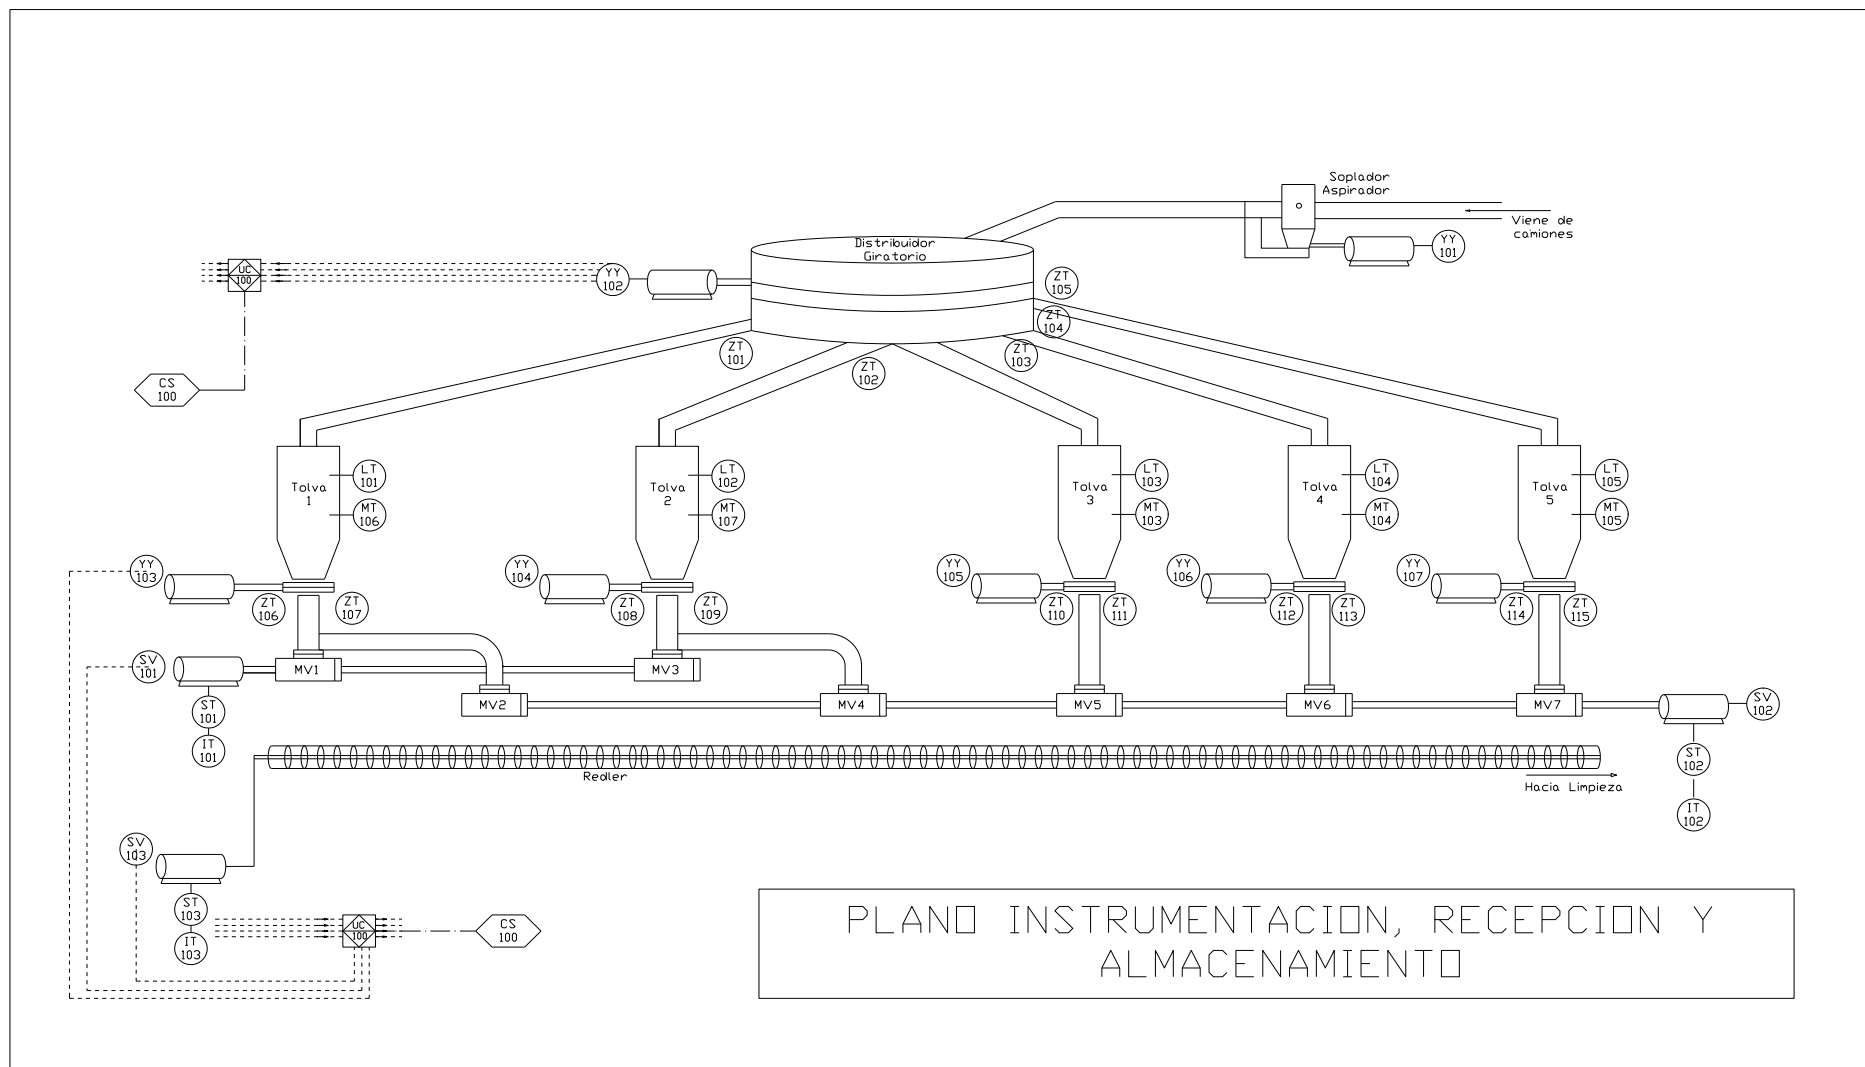 Soplador
Aspirador
Viene de
camiones
YY
101
Distribuidor
Giratorio
UC
100
YY
102
ZT
105
ZT
104
ZT
103
ZT
101
ZT
102
CS
100
Tolva
1
LT
101
MT
106
Tolva
2
LT
102
MT
107
Tolva
3
LT
103
MT
103
Tolva
4
LT
104
MT
104
Tolva
5
LT
105
MT
105
YY
103
ZT
106
ZT
107
YY
104
ZT
108
ZT
109
YY
105
ZT
110
ZT
111
YY
106
ZT
112
ZT
113
YY
107
ZT
114
ZT
115
SV
101
MV1
MV3
ST
101
IT
101
MV2
MV4
MV5
MV6
MV7
SV
102
ST
102
IT
102
Redler
Hacia Limpieza
SV
103
ST
103
IT
103
UC
100
CS
100
PLANO INSTRUMENTACION, RECEPCION Y
ALMACENAMIENTO